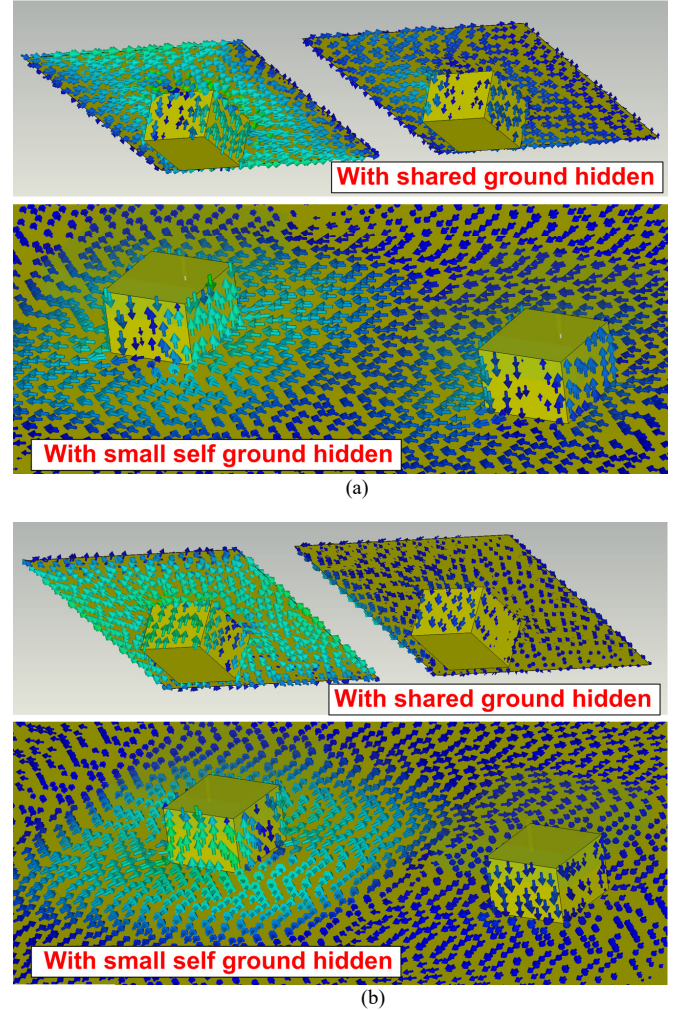 With shared ground hidden
With small self ground hidden
(a)
With shared ground hidden
With small self ground hidden
(b)